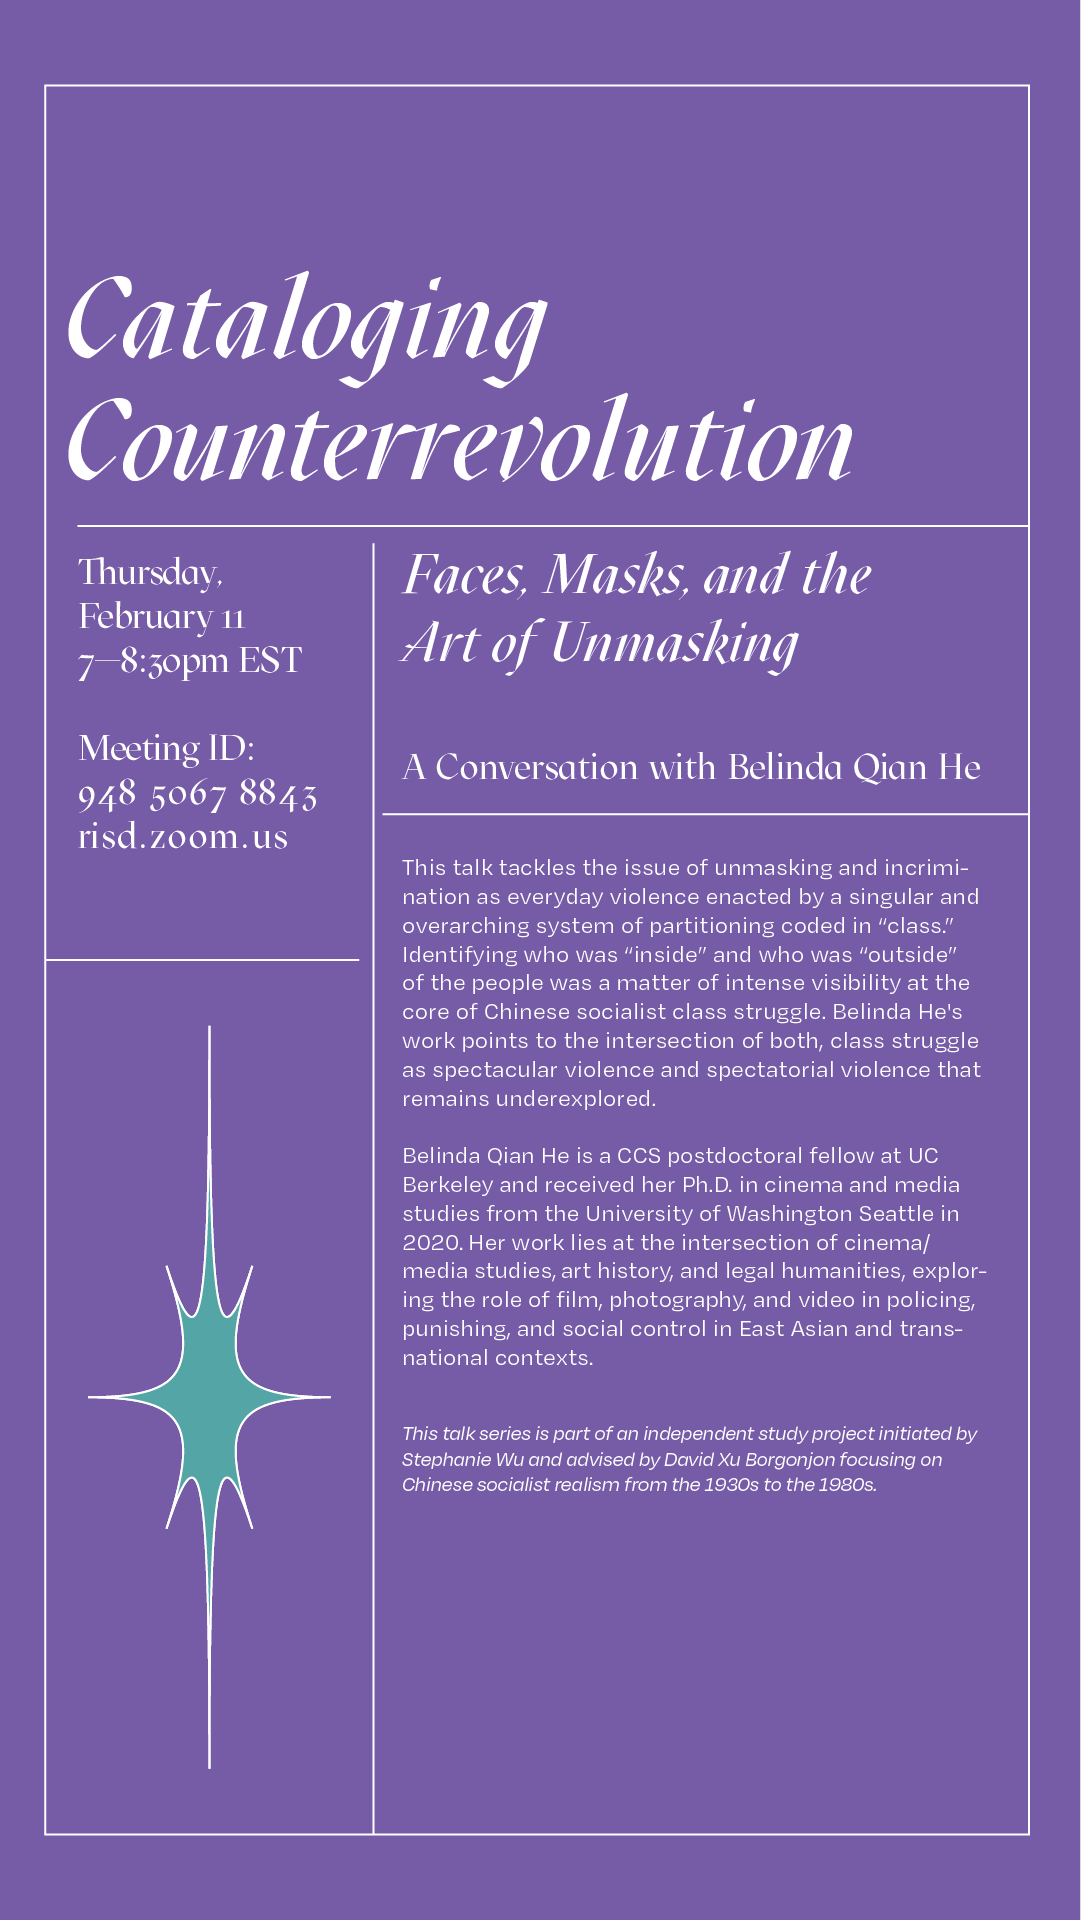 Cataloging
Counterrevolution
Thursday,
February 11
7—8:30pm EST
Meeting ID:
948 5067 8843
risd.zoom.us
Faces, Masks, and the
Art of Unmasking
A Conversation with Belinda Qian He
This talk tackles the issue of unmasking and incrimi-
nation as everyday violence enacted by a singular and
overarching system of partitioning coded in “class.”
Identifying who was “inside” and who was “outside”
of the people was a matter of intense visibility at the
core of Chinese socialist class struggle. Belinda He's
work points to the intersection of both, class struggle
as spectacular violence and spectatorial violence that
remains underexplored.
Belinda Qian He is a CCS postdoctoral fellow at UC
Berkeley and received her Ph.D. in cinema and media
studies from the University of Washington Seattle in
2020. Her work lies at the intersection of cinema/
media studies, art history, and legal humanities, explor-
ing the role of film, photography, and video in policing,
punishing, and social control in East Asian and trans-
national contexts.
This talk series is part of an independent study project initiated by
Stephanie Wu and advised by David Xu Borgonjon focusing on
Chinese socialist realism from the 1930s to the 1980s.